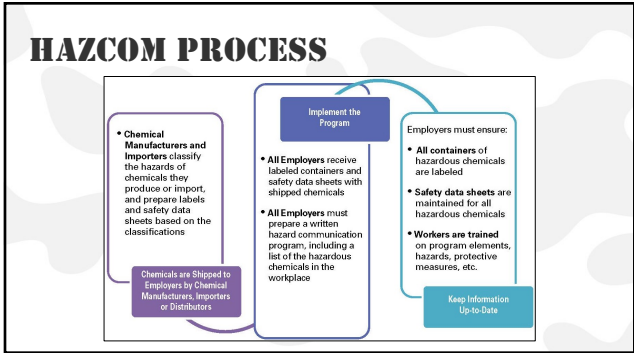 HAZCOM PROCESS
• Chemical
Manufacturers and
Importers classify
the hazards of
chemicals they
produce or import,
and prepare labels
and safety data
sheets based on the
classifications
Chemicals are Shipped to
Employers by Chemical
Manufacturers, Importers
or Distributors
Implement the
Program
• All Employers receive
labeled containers and
safety data sheets with
shipped chemicals
• All Employers must
prepare a written
hazard communication
program, including a
list of the hazardous
chemicals in the
workplace
Employers must ensure:
• All containers of
hazardous chemicals
are labeled
• Safety data sheets are
maintained for all
hazardous chemicals
• Workers are trained
on program elements,
hazards, protective
measures, etc.
Keep Information
Up-to-Date